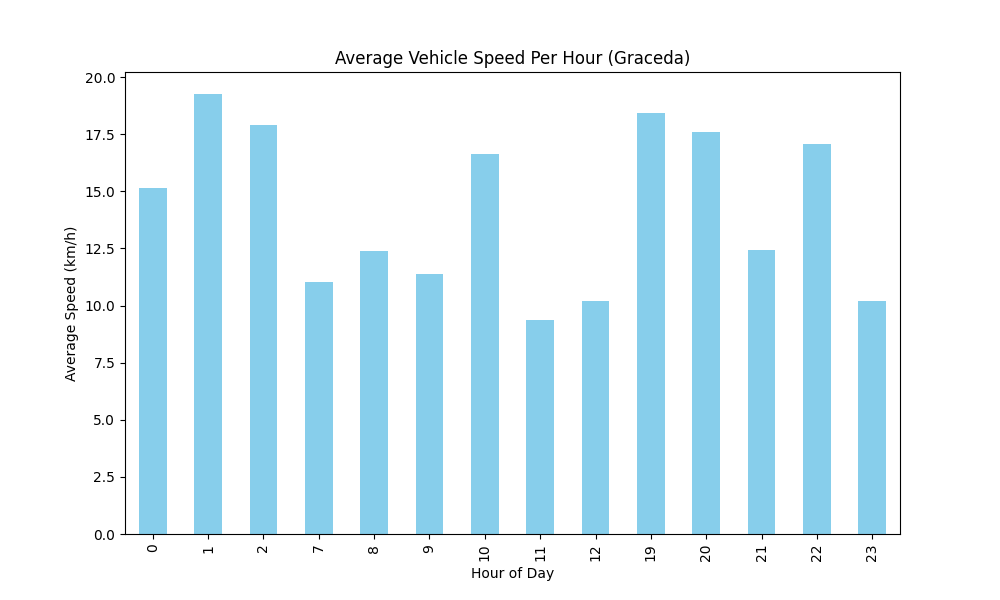 Average Vehicle Speed Per Hour (Graceda)
Average Speed (km/h)
20.0
17.5
15.0
12.5
10.0
7.5
5.0
2.5
0.0
0 1 2 7 8 9 10 11 12 19 20 21 22 23
Hour of Day